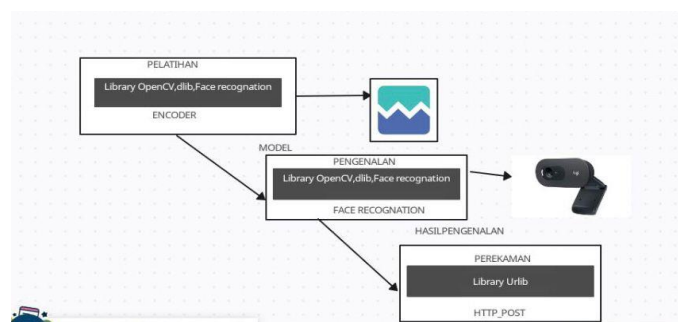 PELATIHAN
Library OpenCV,dlib,Face recognation
ENCODER
MODEL
PENGENALAN
Library OpenCV,dlib,Face recognation
FACE RECOGNATION
HASILPENGENALAN
PEREKAMAN
Library Urlib
HTTP_POST